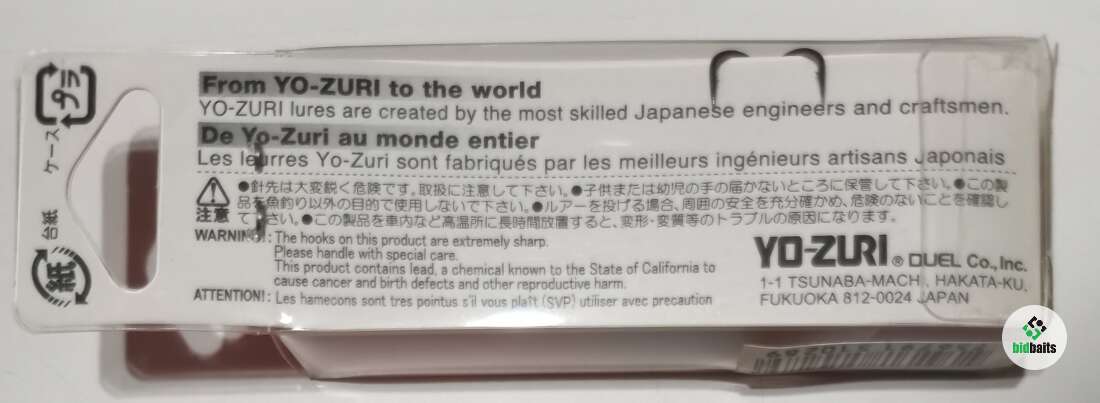 プラ
ケース
台紙
紙
From YO-ZURI to the world
YO-ZURI lures are created by the most skilled Japanese engineers and craftsmen.
De Yo-Zuri au monde entier
Les leurres Yo-Zuri sont fabriqués par les meilleurs ingénieurs artisans Japonais
注意
●針先は大変鋭く危険です。取扱に注意して下さい。●子供または幼児の手の届かないところに保管して下さい。●この製
品を魚釣り以外の目的で使用しないで下さい。●ルアーを投げる場合、周囲の安全を充分確かめ、危険のないことを確認し
て下さい。●この製品を車内など高温所に長時間放置すると、変形・変質等のトラブルの原因になります。
WARNING!: The hooks on this product are extremely sharp.
Please handle with special care.
This product contains lead, a chemical known to the State of California to
cause cancer and birth defects and other reproductive harm.
ATTENTION!: Les hamecons sont tres pointus s'il vous plaît (SVP) utiliser avec precaution
YO-ZURI ® DUEL Co., Inc.
1-1 TSUNABA-MACHI, HAKATA-KU,
FUKUOKA 812-0024 JAPAN
bidbaits